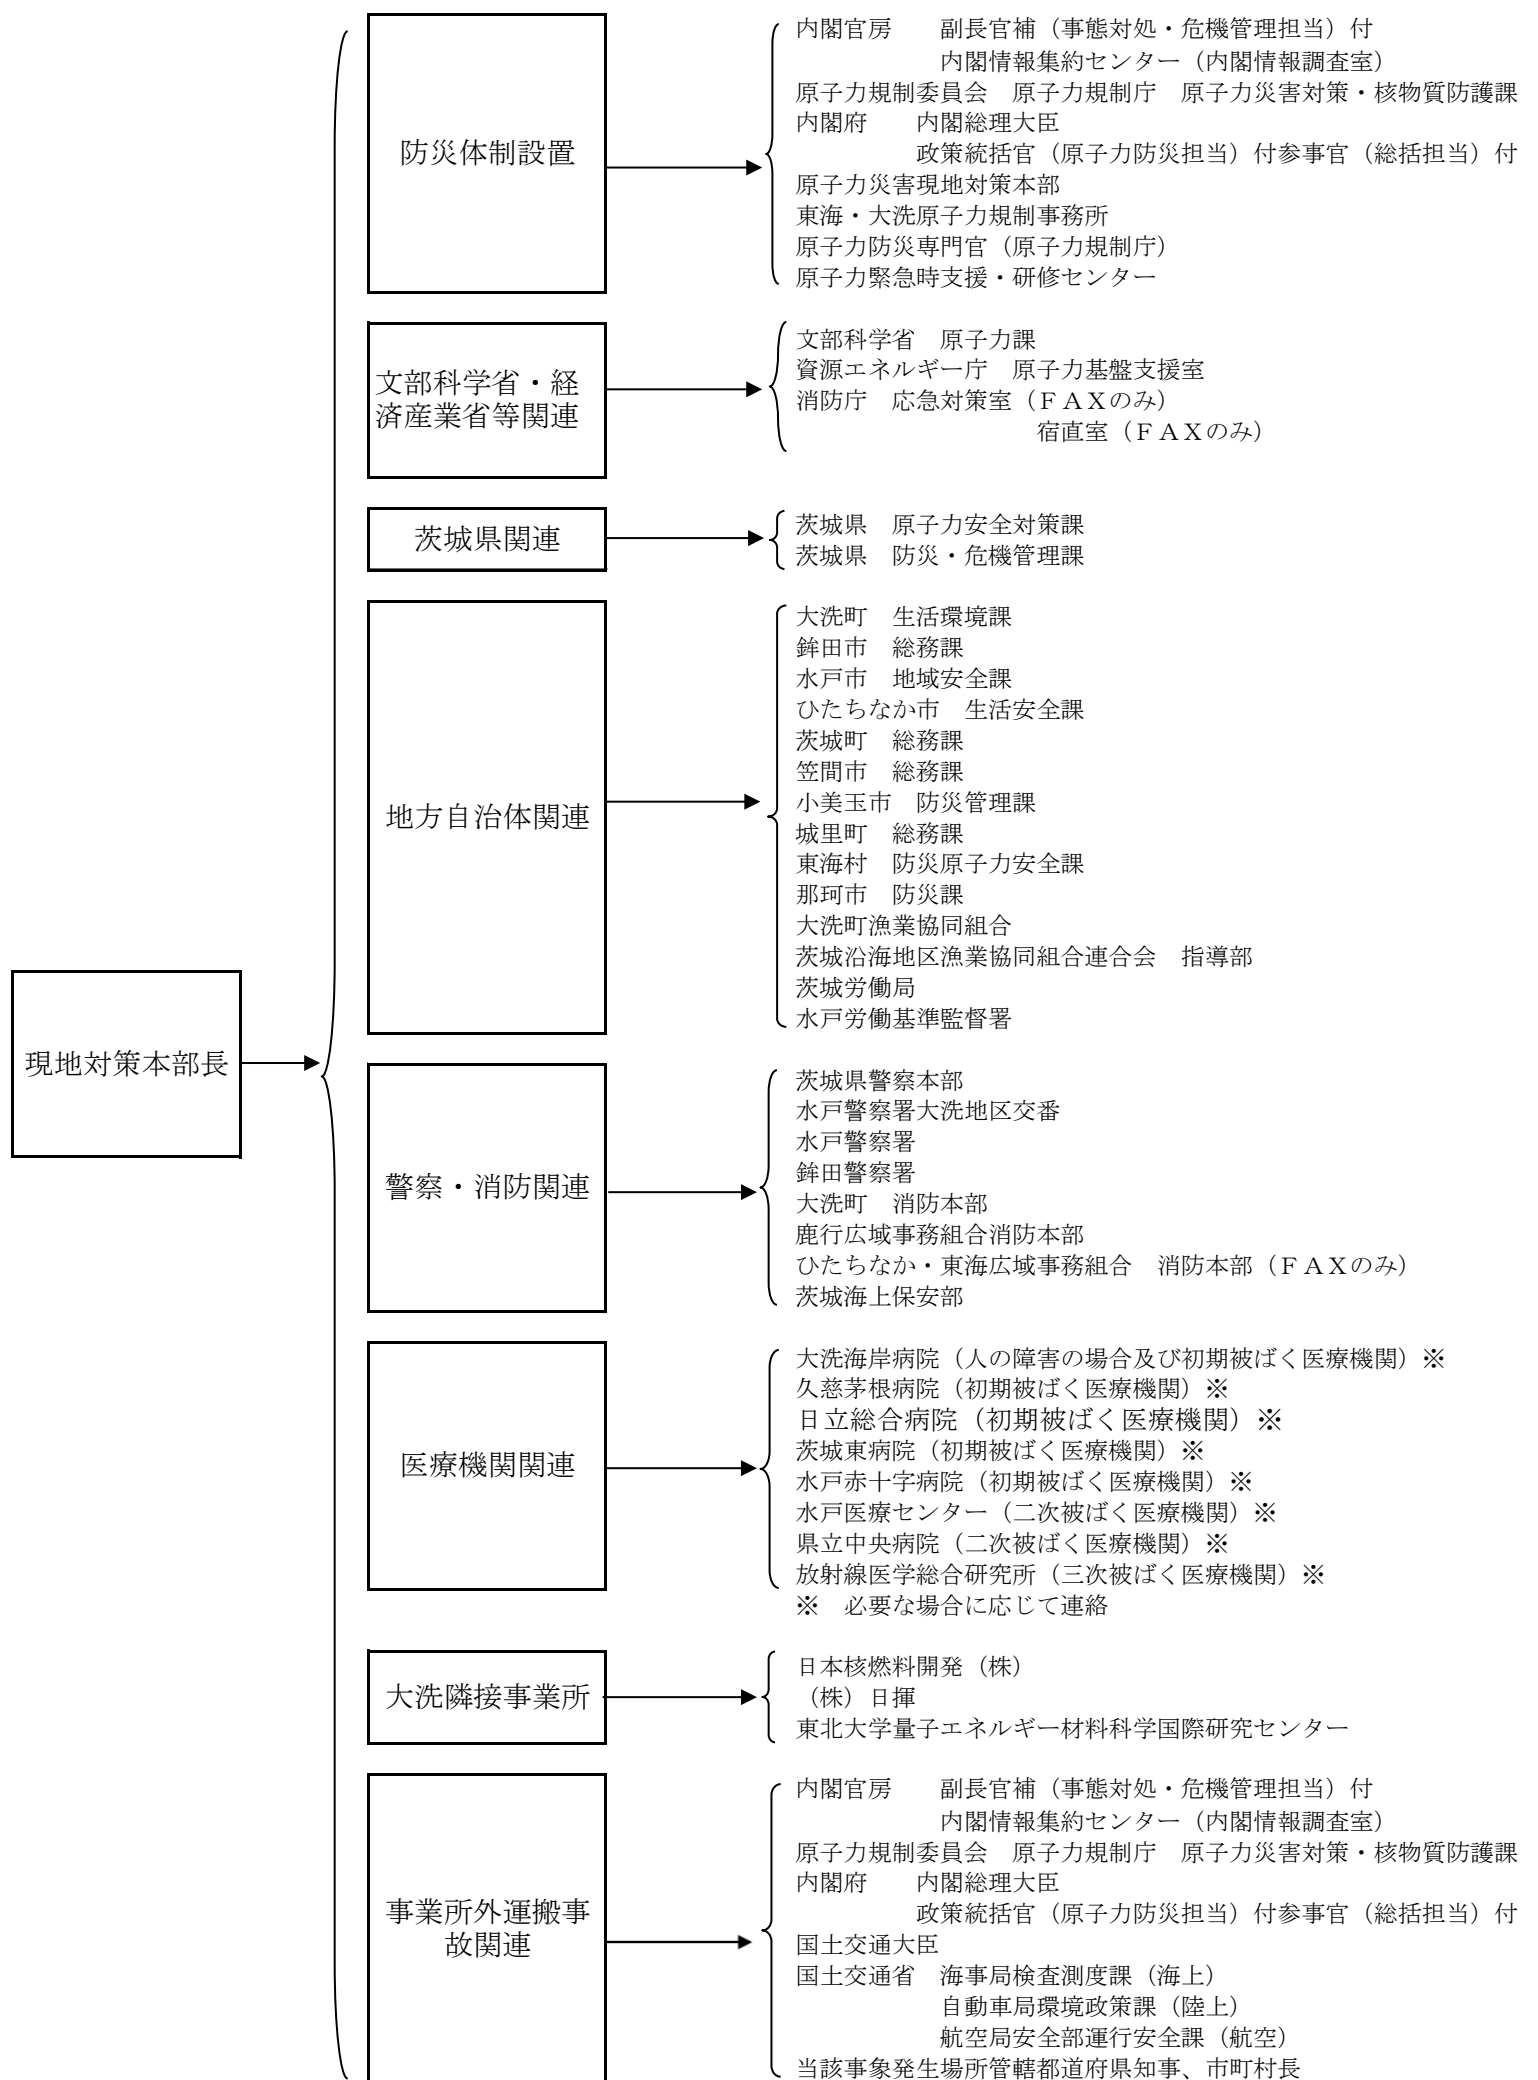 現地対策本部長
防災体制設置
内閣官房　　副長官補（事態対処・危機管理担当）付
内閣情報集約センター（内閣情報調査室）
原子力規制委員会　原子力規制庁　原子力災害対策・核物質防護課
内閣府　　内閣総理大臣
政策統括官（原子力防災担当）付参事官（総括担当）付
原子力災害現地対策本部
東海・大洗原子力規制事務所
原子力防災専門官（原子力規制庁）
原子力緊急時支援・研修センター
文部科学省・経
済産業省等関連
文部科学省　原子力課
資源エネルギー庁　原子力基盤支援室
消防庁　応急対策室（ＦＡＸのみ）
宿直室（ＦＡＸのみ）
茨城県関連
茨城県　原子力安全対策課
茨城県　防災・危機管理課
地方自治体関連
大洗町　生活環境課
鉾田市　総務課
水戸市　地域安全課
ひたちなか市　生活安全課
茨城町　総務課
笠間市　総務課
小美玉市　防災管理課
城里町　総務課
東海村　防災原子力安全課
那珂市　防災課
大洗町漁業協同組合
茨城沿海地区漁業協同組合連合会　指導部
茨城労働局
水戸労働基準監督署
警察・消防関連
茨城県警察本部
水戸警察署大洗地区交番
水戸警察署
鉾田警察署
大洗町　消防本部
鹿行広域事務組合消防本部
ひたちなか・東海広域事務組合　消防本部（ＦＡＸのみ）
茨城海上保安部
医療機関関連
大洗海岸病院（人の障害の場合及び初期被ばく医療機関）※
久慈茅根病院（初期被ばく医療機関）※
日立総合病院（初期被ばく医療機関）※
茨城東病院（初期被ばく医療機関）※
水戸赤十字病院（初期被ばく医療機関）※
水戸医療センター（二次被ばく医療機関）※
県立中央病院（二次被ばく医療機関）※
放射線医学総合研究所（三次被ばく医療機関）※
※　必要な場合に応じて連絡
大洗隣接事業所
日本核燃料開発（株）
（株）日揮
東北大学量子エネルギー材料科学国際研究センター
事業所外運搬事
故関連
内閣官房　　副長官補（事態対処・危機管理担当）付
内閣情報集約センター（内閣情報調査室）
原子力規制委員会　原子力規制庁　原子力災害対策・核物質防護課
内閣府　　内閣総理大臣
政策統括官（原子力防災担当）付参事官（総括担当）付
国土交通大臣
国土交通省　海事局検査測度課（海上）
自動車局環境政策課（陸上）
航空局安全部運行安全課（航空）
当該事象発生場所管轄都道府県知事、市町村長